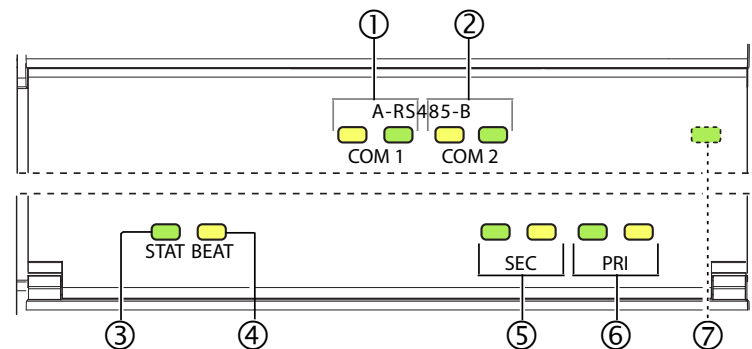 ① ②
A-RS485-B
COM 1 COM 2
STAT BEAT
SEC PRI
③ ④ ⑤ ⑥ ⑦